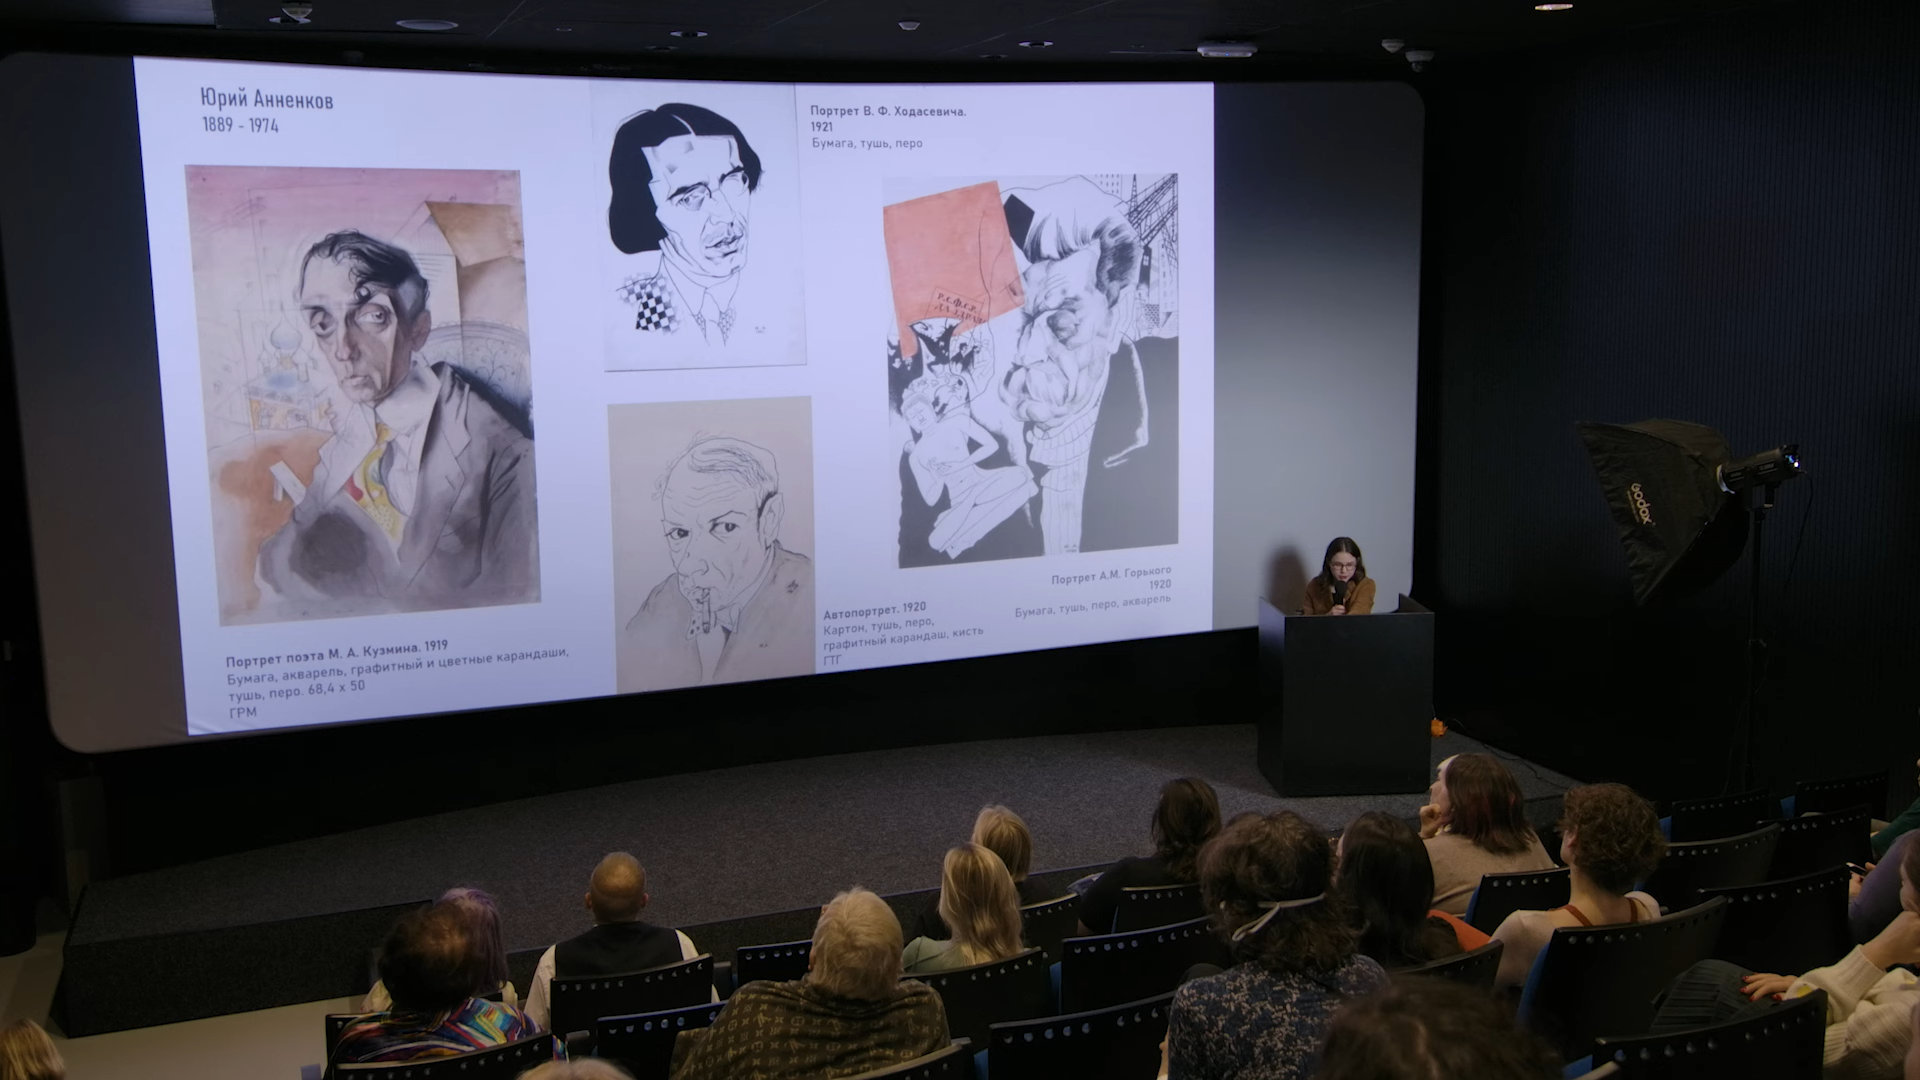 Юрий Анненков
1889 - 1974
Портрет В. Ф. Ходасевича.
1921
Бумага, тушь, перо
Р.С.Ф.С.Р.
Портрет А.М. Горького
1920
Бумага, тушь, перо, акварель
Автопортрет. 1920
Картон, тушь, перо,
графитный карандаш, кисть
ГТГ
Портрет поэта М. А. Кузмина. 1919
Бумага, акварель, графитный и цветные карандаши,
тушь, перо. 68,4 х 50
ГРМ
Godox